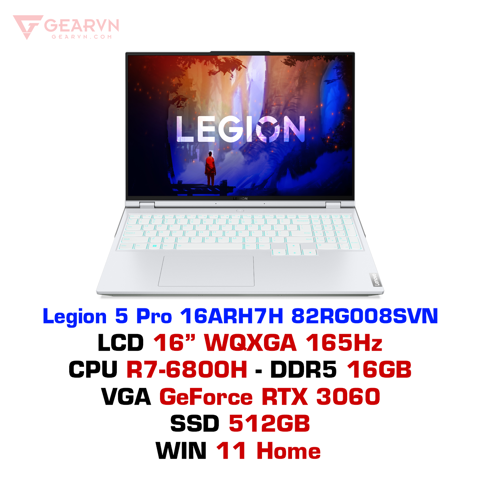 GEARVN
GEARVN.COM
LEGION
Legion 5 Pro 16ARH7H 82RG008SVN
LCD 16” WQXGA 165Hz
CPU R7-6800H - DDR5 16GB
VGA GeForce RTX 3060
SSD 512GB
WIN 11 Home